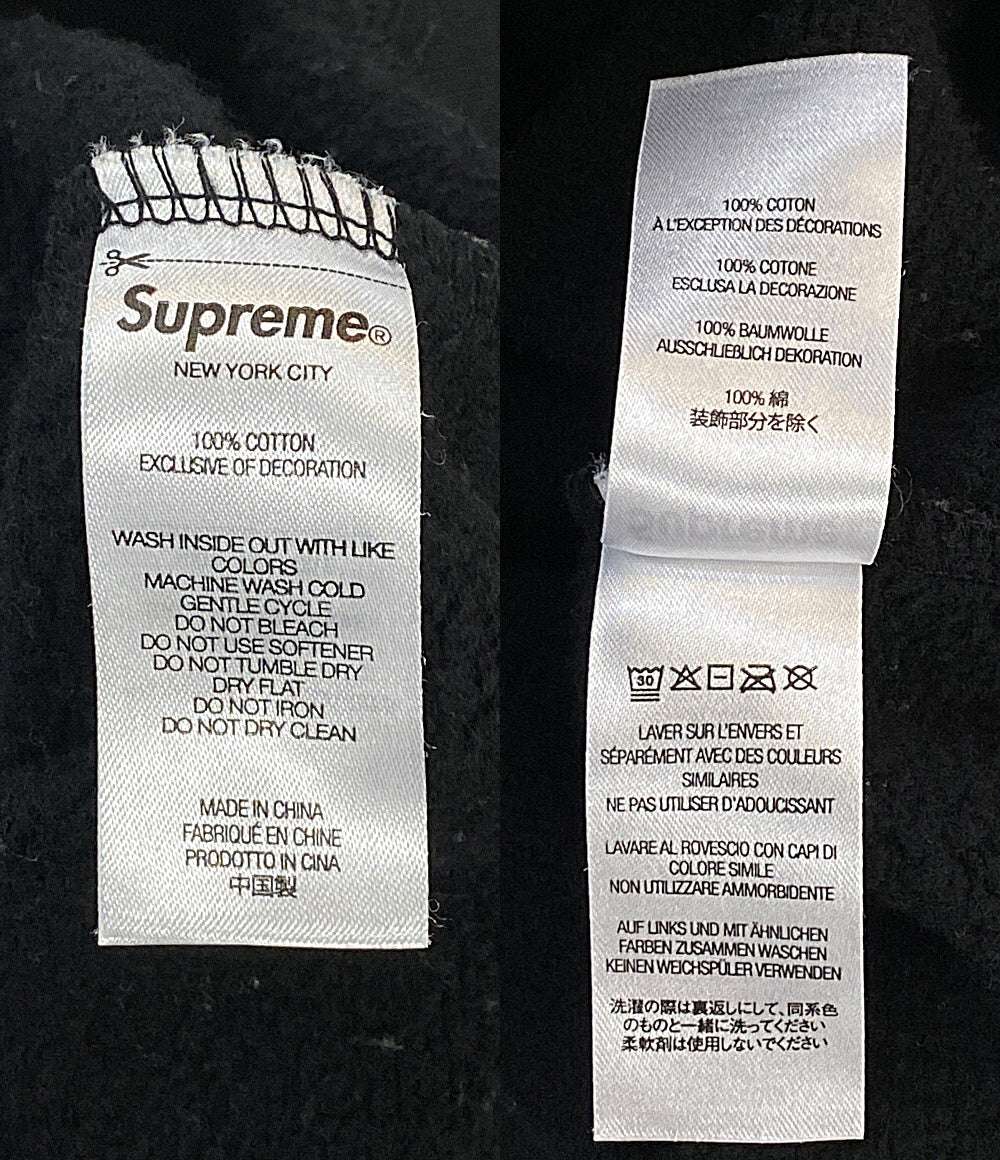 Supreme®
NEW YORK CITY
100% COTTON
EXCLUSIVE OF DECORATION
WASH INSIDE OUT WITH LIKE
COLORS
MACHINE WASH COLD
GENTLE CYCLE
DO NOT BLEACH
DO NOT USE SOFTENER
DO NOT TUMBLE DRY
DRY FLAT
DO NOT IRON
DO NOT DRY CLEAN
MADE IN CHINA
FABRIQUÉ EN CHINE
PRODOTTO IN CINA
中国製
100% COTON
À L'EXCEPTION DES DÉCORATIONS
100% COTONE
ESCLUSA LA DECORAZIONE
100% BAUMWOLLE
AUSSCHLIEBLICH DEKORATION
100% 綿
装飾部分を除く
30
LAVER SUR L'ENVERS ET
SÉPARÉMENT AVEC DES COULEURS
SIMILAIRES
NE PAS UTILISER D'ADOUCISSANT
LAVARE AL ROVESCIO CON CAPI DI
COLORE SIMILE
NON UTILIZZARE AMMORBIDENTE
AUF LINKS UND MIT ÄHNLICHEN
FARBEN ZUSAMMEN WASCHEN
KEINEN WEICHSPÜLER VERWENDEN
洗濯の際は裏返しにして、同系色
のものと一緒に洗ってください
柔軟剤は使用しないでください